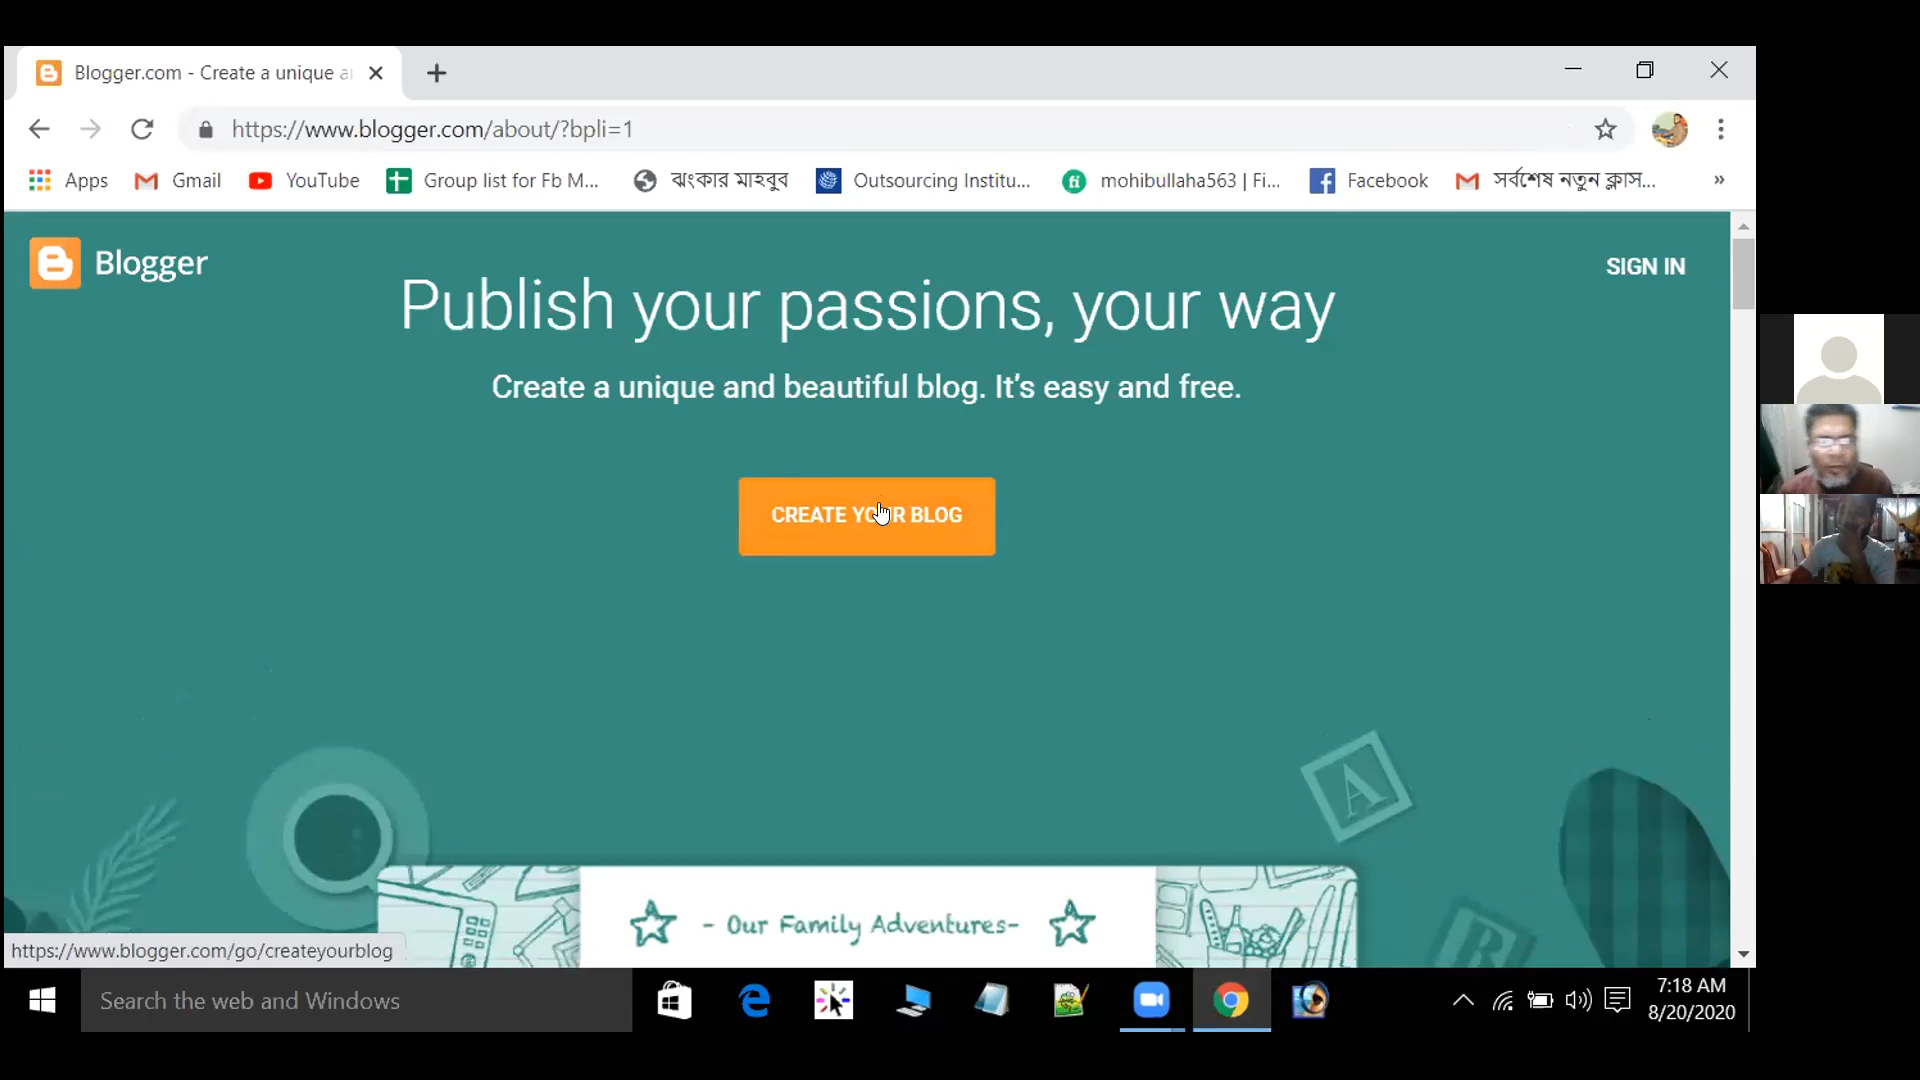 Blogger.com - Create a unique a
https://www.blogger.com/about/?bpli=1
Apps Gmail YouTube Group list for Fb M... ঝংকার মাহবুব Outsourcing Institu... mohibullaha563 | Fi... Facebook সর্বশেষ নতুন ক্লাস... »
Blogger
SIGN IN
Publish your passions, your way
Create a unique and beautiful blog. It's easy and free.
CREATE YOUR BLOG
A
B
- Our Family Adventures-
https://www.blogger.com/go/createyourblog
Search the web and Windows
7:18 AM
8/20/2020